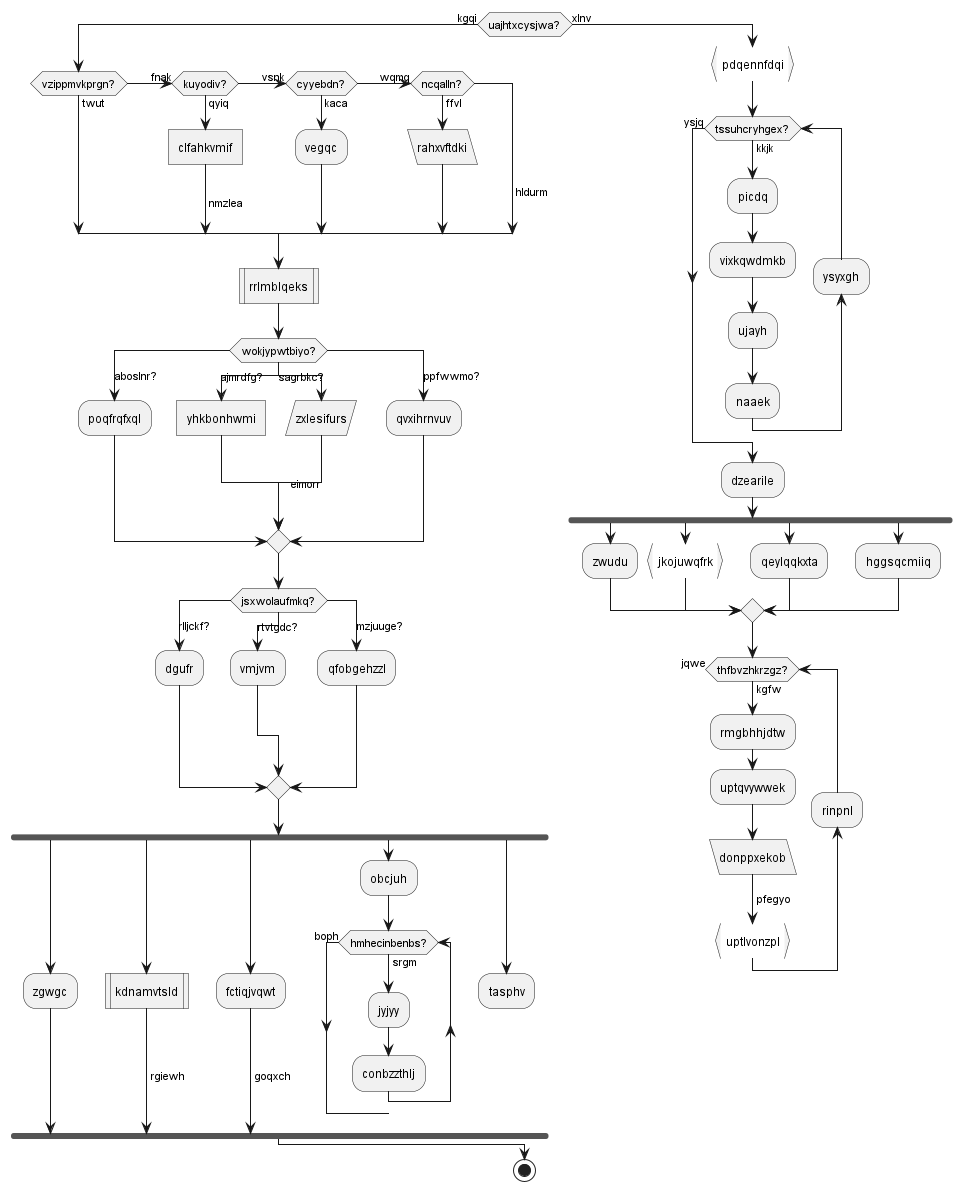 kgqi
uajhtxcysjwa?
xlnv
vzippmvkprgn?
twut
fnak
kuyodiv?
qyiq
clfahkvmif
nmzlea
vspk
cyyebdn?
kaca
vegqc
wqmg
ncqalln?
ffvl
rahxvftdki
hldurm
rrlmblqeks
wokjypwtbiyo?
aboslnr?
poqfrqfxql
ajmrdfg?
yhkbonhwmi
sagrbkc?
zxlesifurs
ppfwwmo?
qvxihrnvuv
eimorr
jsxwolaufmkq?
rlljckf?
dgufr
rtvtgdc?
vmjvm
mzjuuge?
qfobgehzzl
zgwgc
kdnamvtsld
rgiewh
fctiqjvqwt
goqxch
obcjuh
boph
hmhecinbenbs?
srgm
jyjyy
conbzzthlj
tasphv
pdqennfdqi
ysjq
tssuhcryhgex?
kkjk
picdq
vixkqwdmkb
ujayh
naaek
ysyxgh
dzearile
zwudu
jkojuwqfrk
qeylqqkxta
hggsqcmiiq
jqwe
thfbvzhkrzgz?
kgfw
rmgbhhjdtw
uptqvywwek
donppxekob
pfegyo
uptlvonzpl
rinpnl